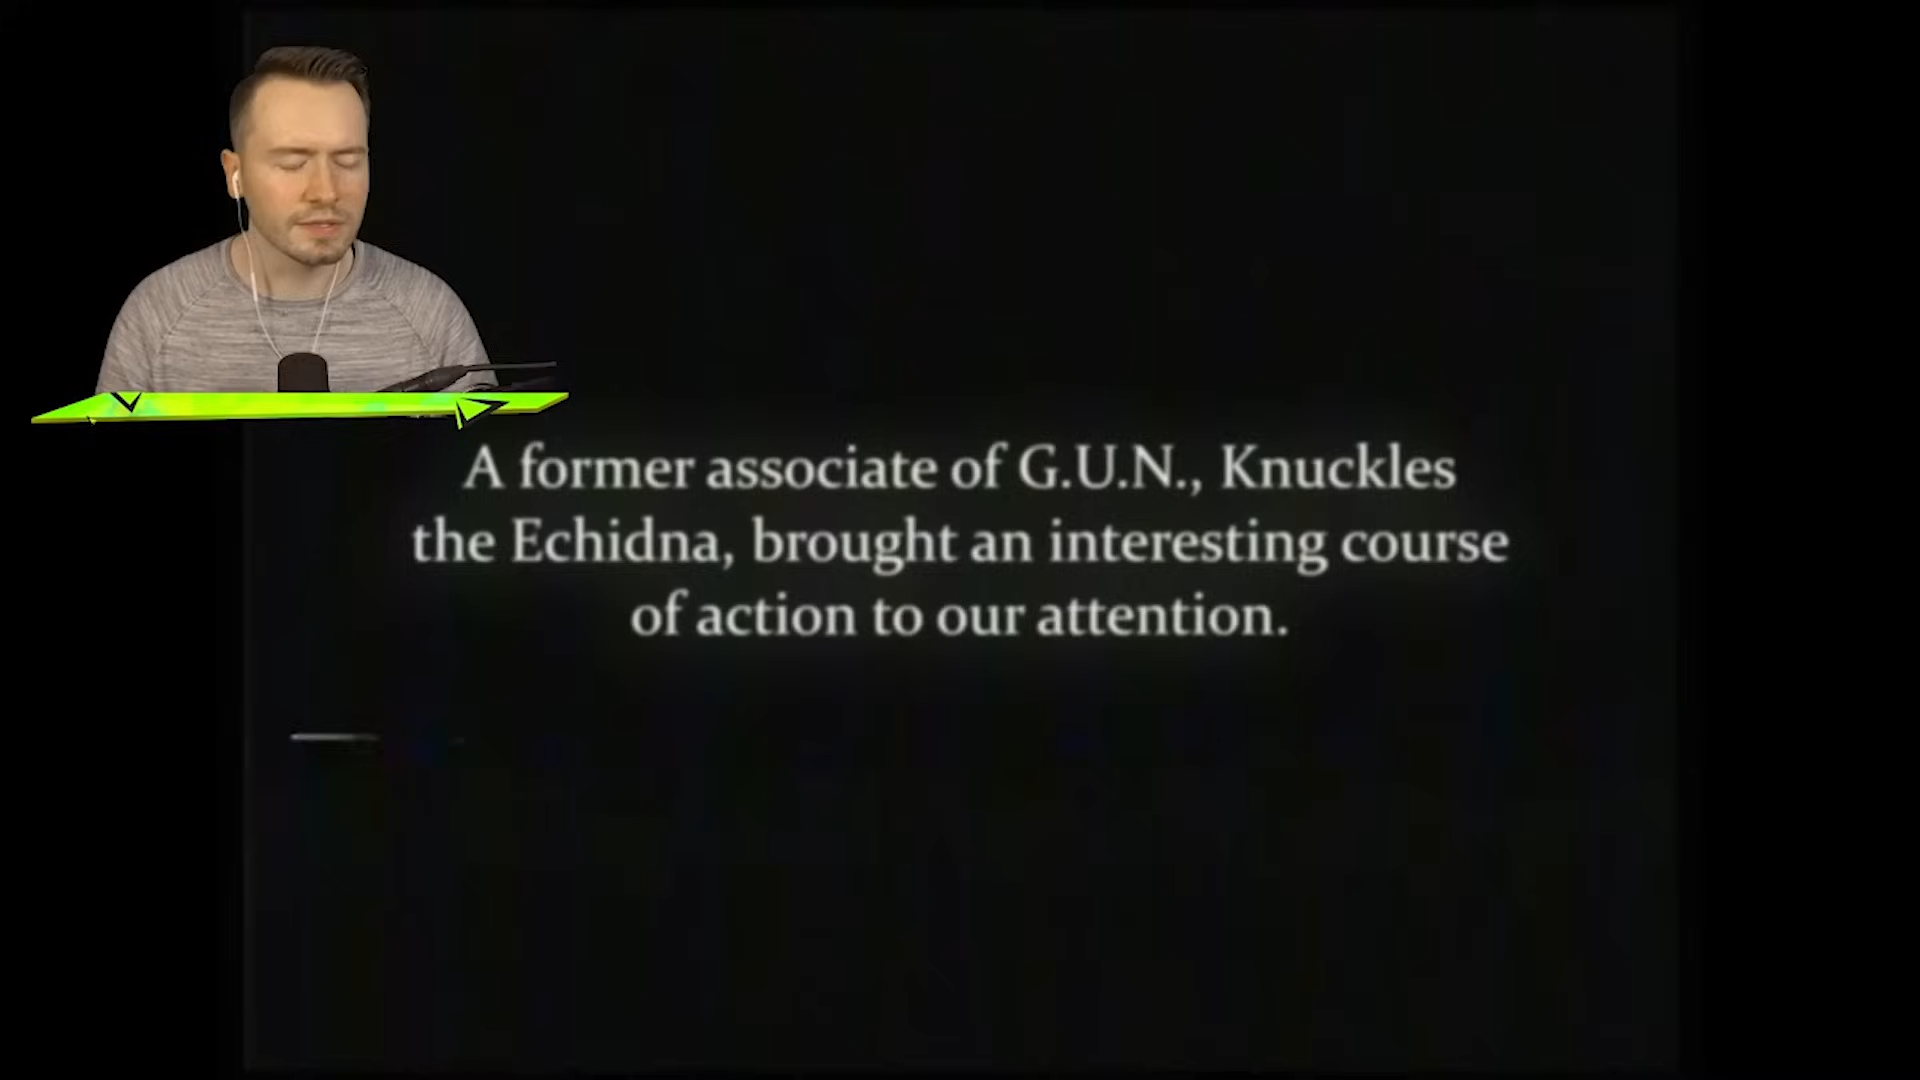 A former associate of G.U.N., Knuckles
the Echidna, brought an interesting course
of action to our attention.